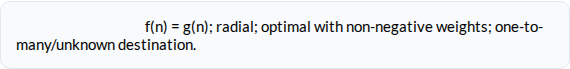 f(n) = g(n); radial; optimal with non-negative weights; one-to-
many/unknown destination.